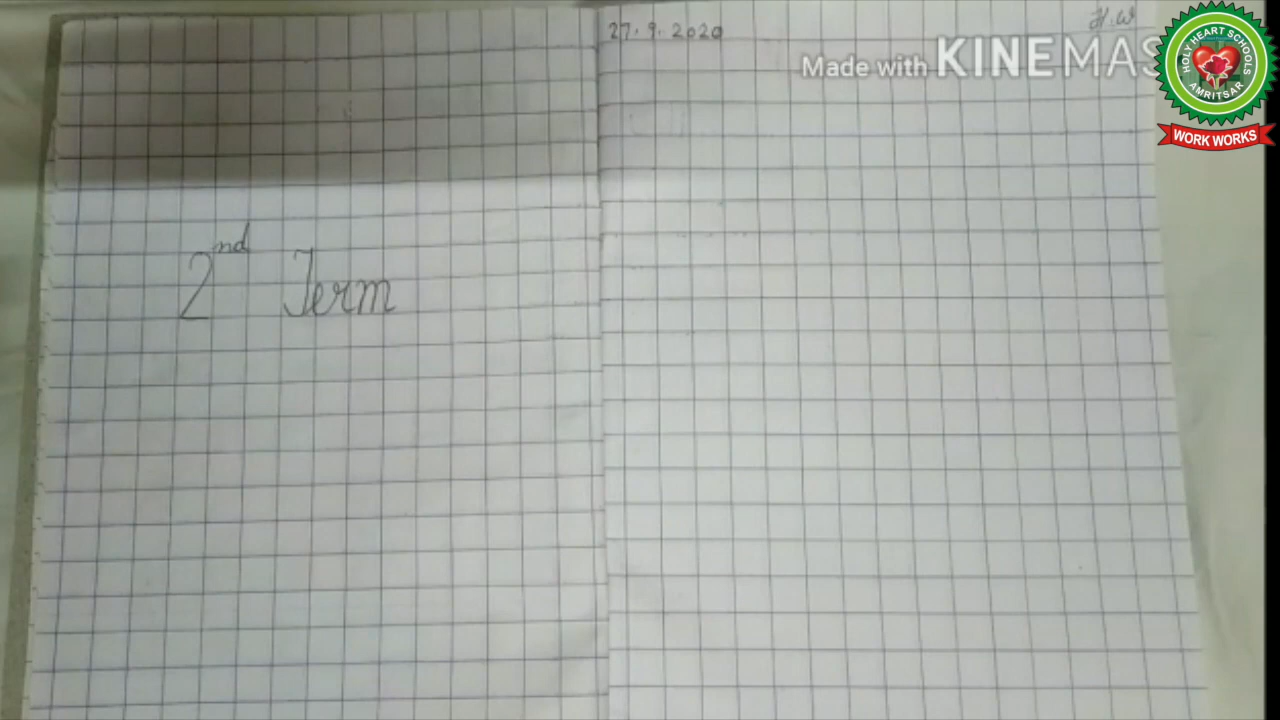 2nd Term
27.9.2020
H.W
Made with KINEMAS
HOLY HEART SCHOOLS
AMRITSAR
WORK WORKS